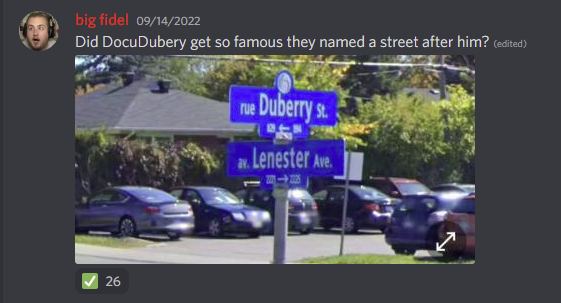 big fidel 09/14/2022
Did DocuDubery get so famous they named a street after him? (edited)
rue Duberry St.
av. Lenester Ave.
26